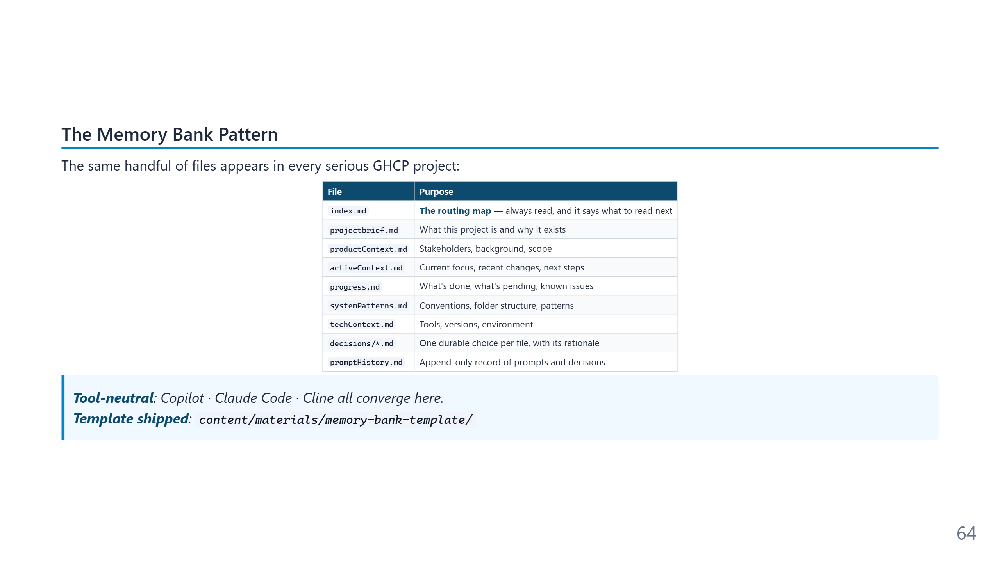 The Memory Bank Pattern
The same handful of files appears in every serious GHCP project:
File Purpose
index.md The routing map — always read, and it says what to read next
projectbrief.md What this project is and why it exists
productContext.md Stakeholders, background, scope
activeContext.md Current focus, recent changes, next steps
progress.md What's done, what's pending, known issues
systemPatterns.md Conventions, folder structure, patterns
techContext.md Tools, versions, environment
decisions/*.md One durable choice per file, with its rationale
promptHistory.md Append-only record of prompts and decisions
Tool-neutral: Copilot · Claude Code · Cline all converge here.
Template shipped: content/materials/memory-bank-template/
64